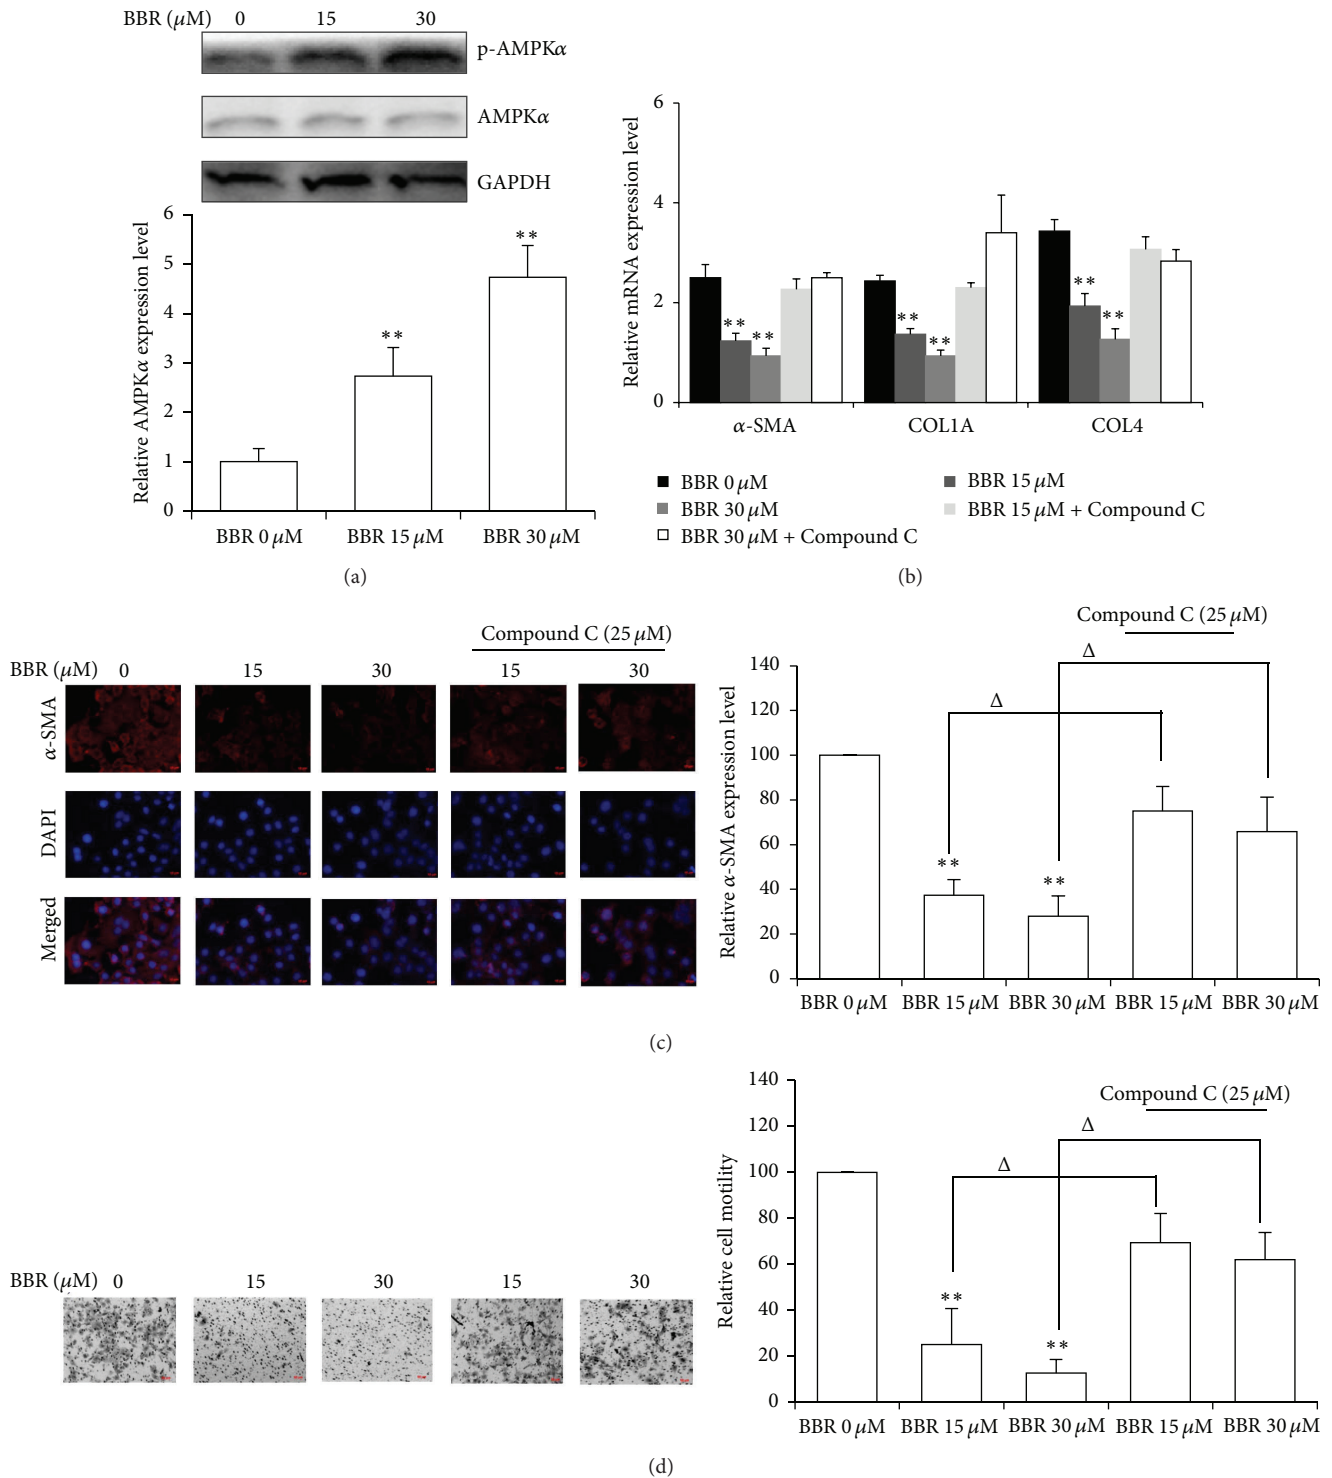 BBR (μM) 0 15 30
p-AMPKα
AMPKα
GAPDH
Relative AMPKα expression level
6
5
4
3
2
1
0
**
**
BBR 0 μM BBR 15 μM BBR 30 μM
(a)
Relative mRNA expression level
6
4
2
0
** ** ** ** ** **
α-SMA COL1A COL4
BBR 0 μM
BBR 15 μM
BBR 30 μM
BBR 15 μM + Compound C
BBR 30 μM + Compound C
(b)
Compound C (25 μM)
BBR (μM) 0 15 30 15 30
α-SMA
DAPI
Merged
Compound C (25 μM)
Relative α-SMA expression level
140
120
100
80
60
40
20
0
Δ
Δ
**
**
BBR 0 μM BBR 15 μM BBR 30 μM BBR 15 μM BBR 30 μM
(c)
BBR (μM) 0 15 30 15 30
Compound C (25 μM)
Relative cell motility
140
120
100
80
60
40
20
0
Δ
Δ
**
**
BBR 0 μM BBR 15 μM BBR 30 μM BBR 15 μM BBR 30 μM
(d)